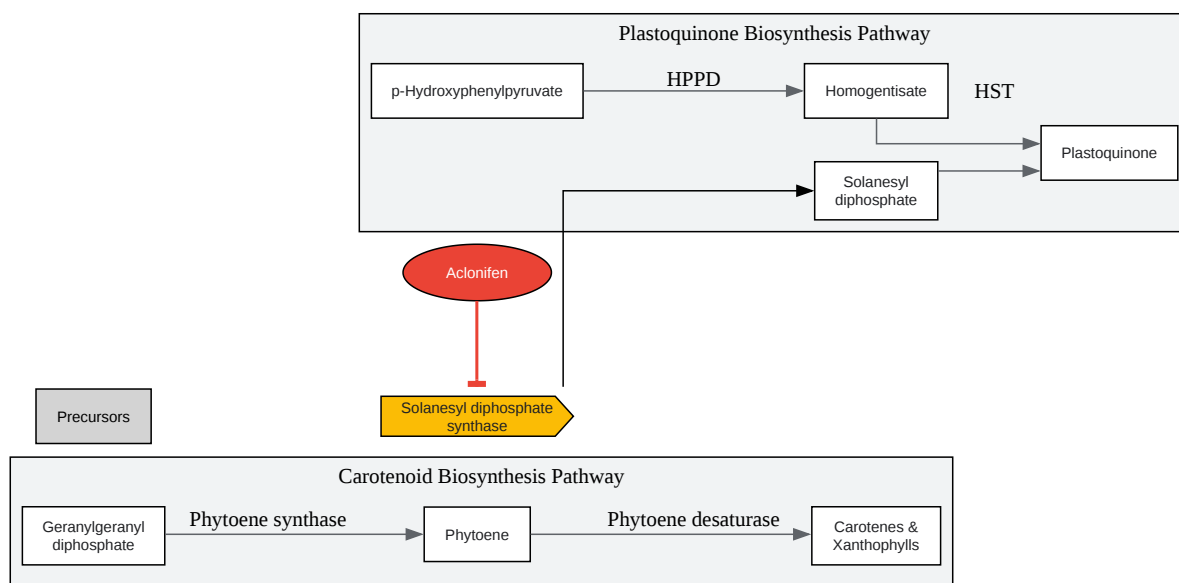 Plastoquinone Biosynthesis Pathway
p-Hydroxyphenylpyruvate
HPPD
Homogentisate
HST
Plastoquinone
Solanesyl
diphosphate
Aclonifen
Precursors
Solanesyl diphosphate
synthase
Carotenoid Biosynthesis Pathway
Geranylgeranyl
diphosphate
Phytoene synthase
Phytoene
Phytoene desaturase
Carotenes &
Xanthophylls